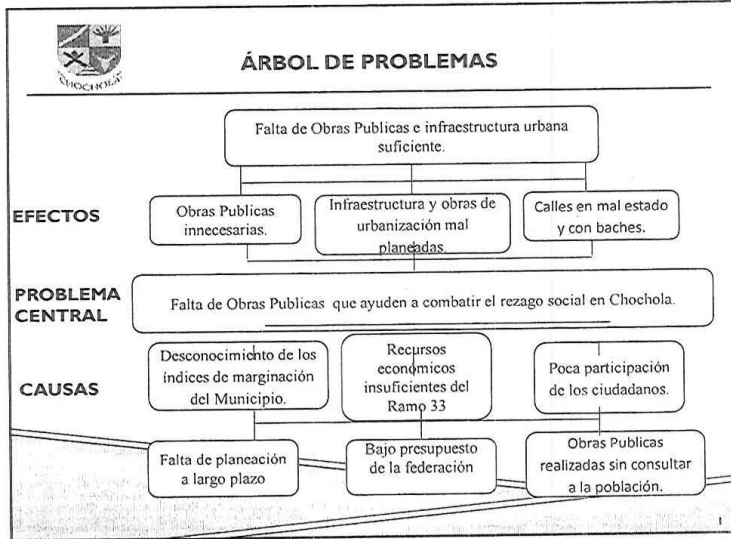 CHOCHOLÁ
ÁRBOL DE PROBLEMAS
Falta de Obras Publicas e infraestructura urbana
suficiente.
EFECTOS
Obras Publicas
innecesarias.
Infraestructura y obras de
urbanización mal
planeadas.
Calles en mal estado
y con baches.
PROBLEMA
CENTRAL
Falta de Obras Publicas que ayuden a combatir el rezago social en Chochola.
CAUSAS
Desconocimiento de los
índices de marginación
del Municipio.
Recursos
económicos
insuficientes del
Ramo 33
Poca participación
de los ciudadanos.
Falta de planeación
a largo plazo
Bajo presupuesto
de la federación
Obras Publicas
realizadas sin consultar
a la población.
1